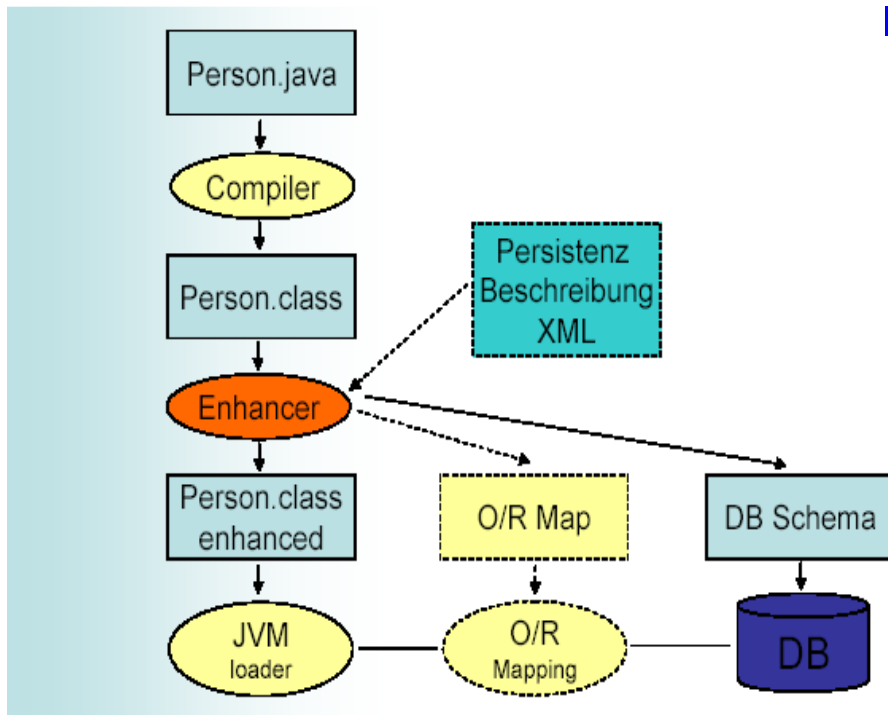 Person.java
Compiler
Person.class
Persistenz
Beschreibung
XML
Enhancer
Person.class
enhanced
O/R Map
DB Schema
JVM
loader
O/R
Mapping
DB